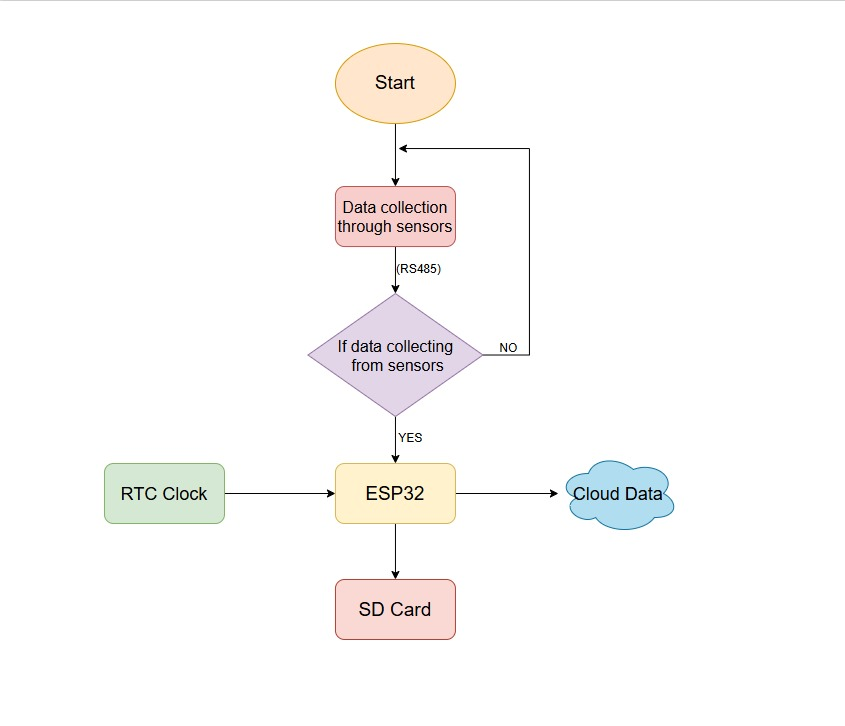 Start
Data collection
through sensors
(RS485)
If data collecting
from sensors
NO
YES
RTC Clock
ESP32
Cloud Data
SD Card